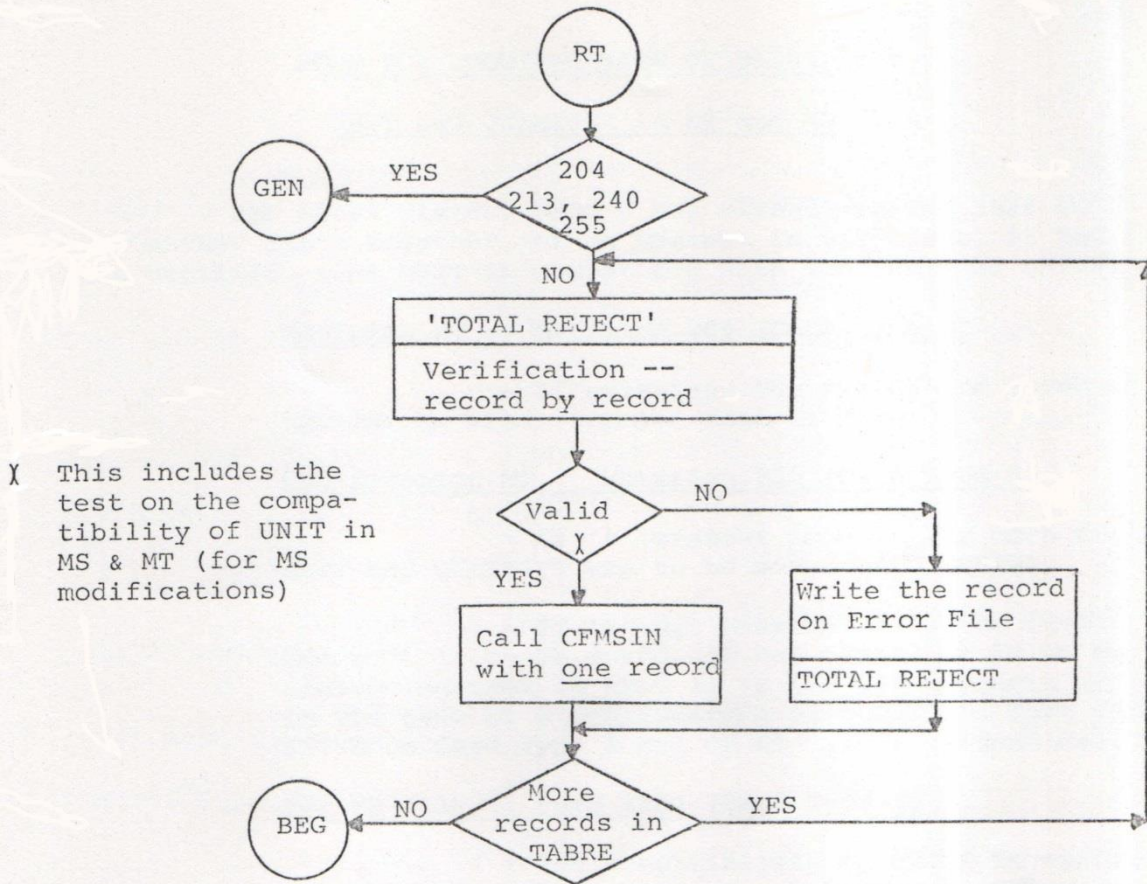 RT
GEN
YES
204
213, 240
255
NO
'TOTAL REJECT'
Verification --
record by record
χ This includes the
test on the compa-
tibility of UNIT in
MS & MT (for MS
modifications)
Valid
χ
NO
YES
Call CFMSIN
with one record
Write the record
on Error File
TOTAL REJECT
BEG
NO
More
records in
TABRE
YES